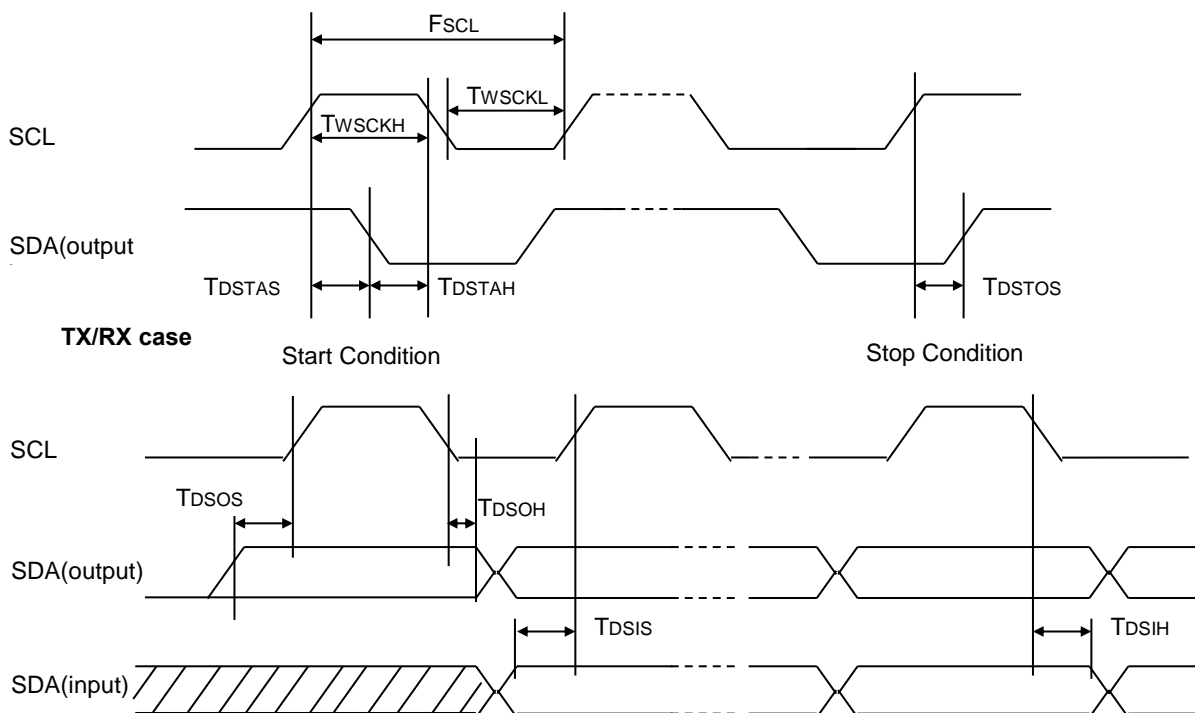 FSCL
TWSCKL
TWSCKH
SCL
SDA(output
TDSTAS
TDSTAH
TDSTOS
TX/RX case
Start Condition
Stop Condition
SCL
TDSOS
TDSOH
SDA(output)
TDSIS
TDSIH
SDA(input)